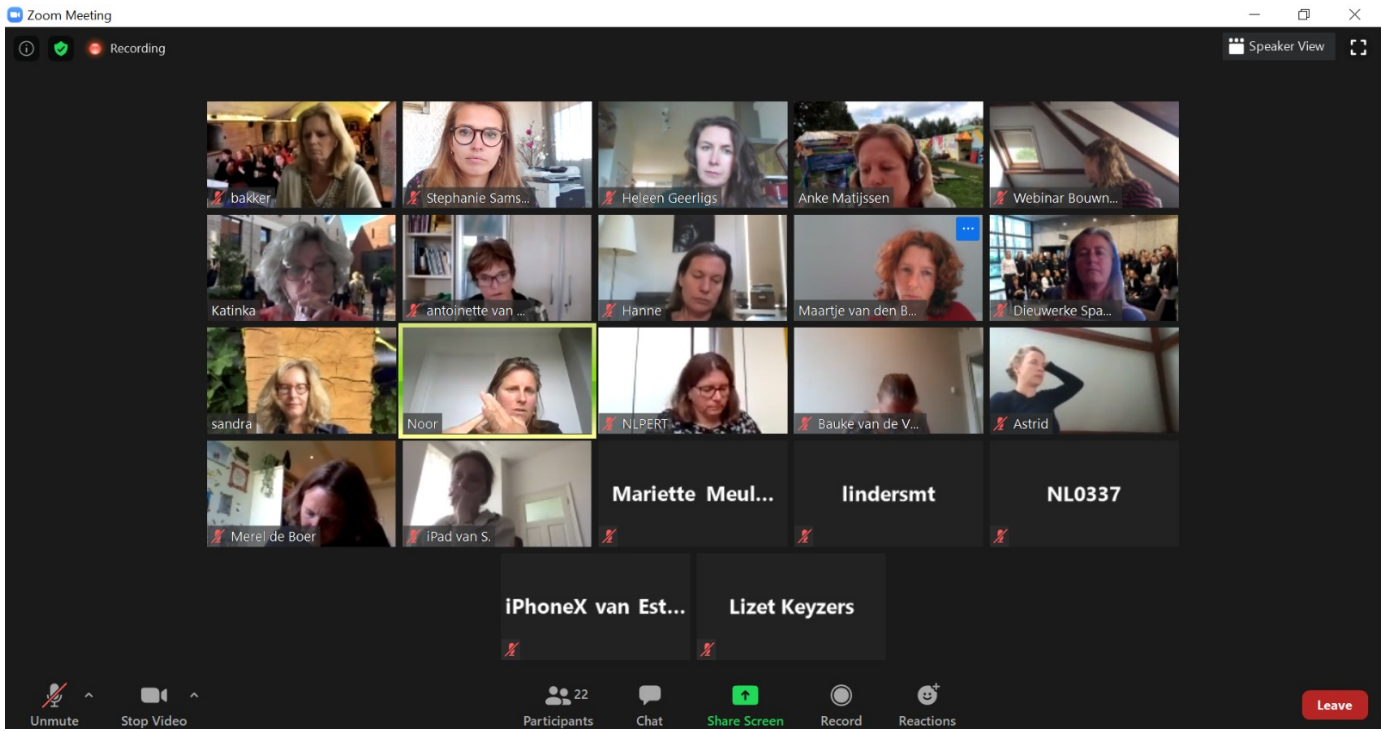 Zoom Meeting
Recording
Speaker View
bakker
Stephanie Sams...
Heleen Geerligs
Anke Matijssen
Webinar Bouwn...
Katinka
antoinette van ...
Hanne
Maartje van den B...
Dieuwerke Spa...
sandra
Noor
NLPERT
Bauke van de V...
Astrid
Merel de Boer
iPad van S.
Mariette Meul...
lindersmt
NL0337
iPhoneX van Est...
Lizet Keyzers
Unmute
Stop Video
22
Participants
Chat
Share Screen
Record
Reactions
Leave